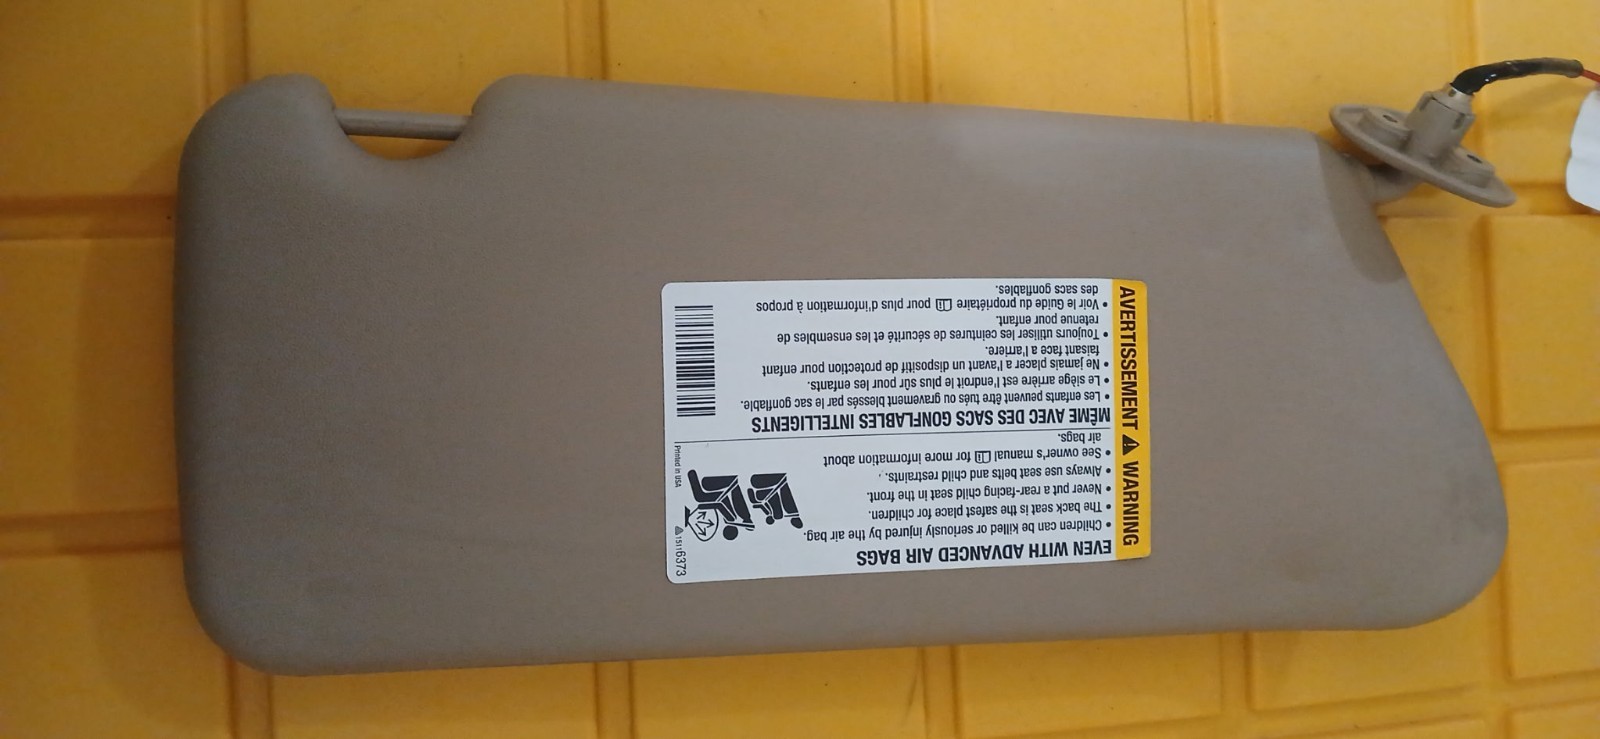 WARNING ⚠ AVERTISSEMENT
EVEN WITH ADVANCED AIR BAGS
• Children can be killed or seriously injured by the air bag.
• The back seat is the safest place for children.
• Never put a rear-facing child seat in the front.
• Always use seat belts and child restraints.
• See owner's manual for more information about
air bags.
MÊME AVEC DES SACS GONFLABLES INTELLIGENTS
• Les enfants peuvent être tués ou gravement blessés par le sac gonflable.
• Le siège arrière est l'endroit le plus sûr pour les enfants.
• Ne jamais placer a l'avant un dispositif de protection pour enfant
faisant face a l'arriere.
• Toujours utiliser les ceintures de sécurité et les ensembles de
retenue pour enfant.
• Voir le Guide du propriétaire pour plus d'information à propos
des sacs gonflables.
15116373
Printed in USA